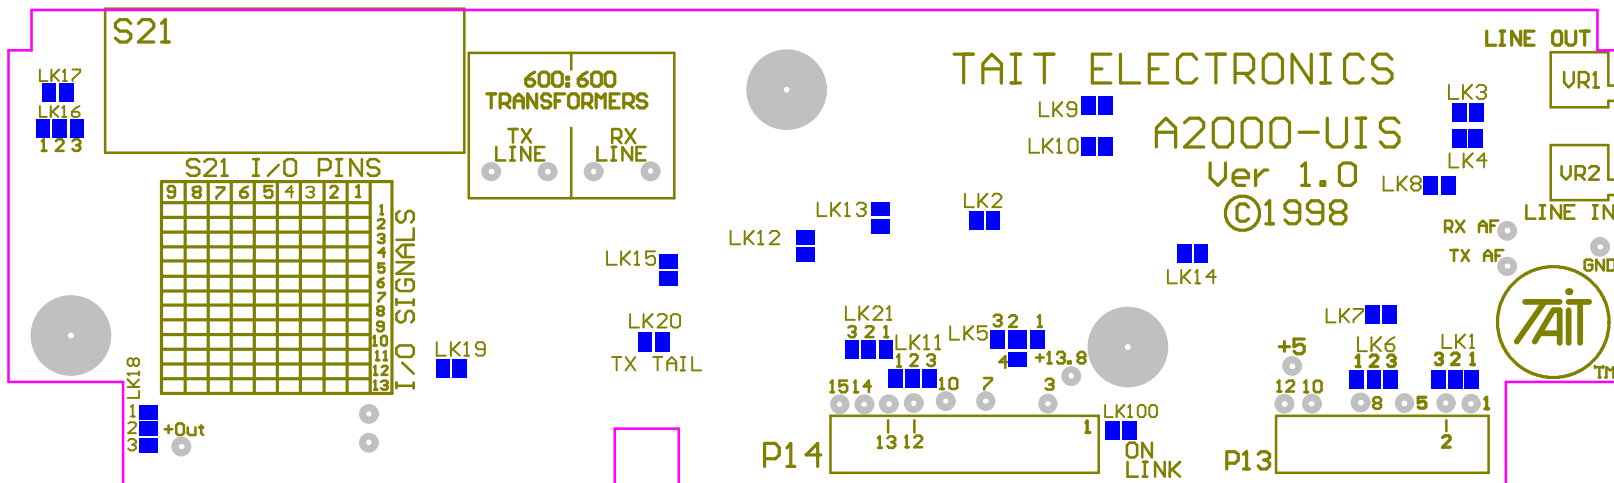 S21
LK17
LK16
1 2 3
600:600
TRANSFORMERS
TX
LINE
RX
LINE
S21 I/O PINS
9 8 7 6 5 4 3 2 1
1
2
3
4
5
6
7
8
9
10
11
12
13
I/O SIGNALS
LK18
1
2
3
+Out
LK19
LK15
LK20
TX TAIL
LK12
LK13
LK2
TAIT ELECTRONICS
A2000-UIS
Ver 1.0
©1998
LK9
LK10
LK14
LK3
LK4
LK8
LINE OUT
VR1
VR2
LINE IN
RX AF
TX AF
GND
TAIT
TM
LK7
LK21
3 2 1
LK11
1 2 3
LK5
3 2 1
4
+13.8
15 14
10
7
3
13 12
1
P14
LK100
ON
LINK
+5
LK6
1 2 3
LK1
3 2 1
12 10
8
5
1
2
P13